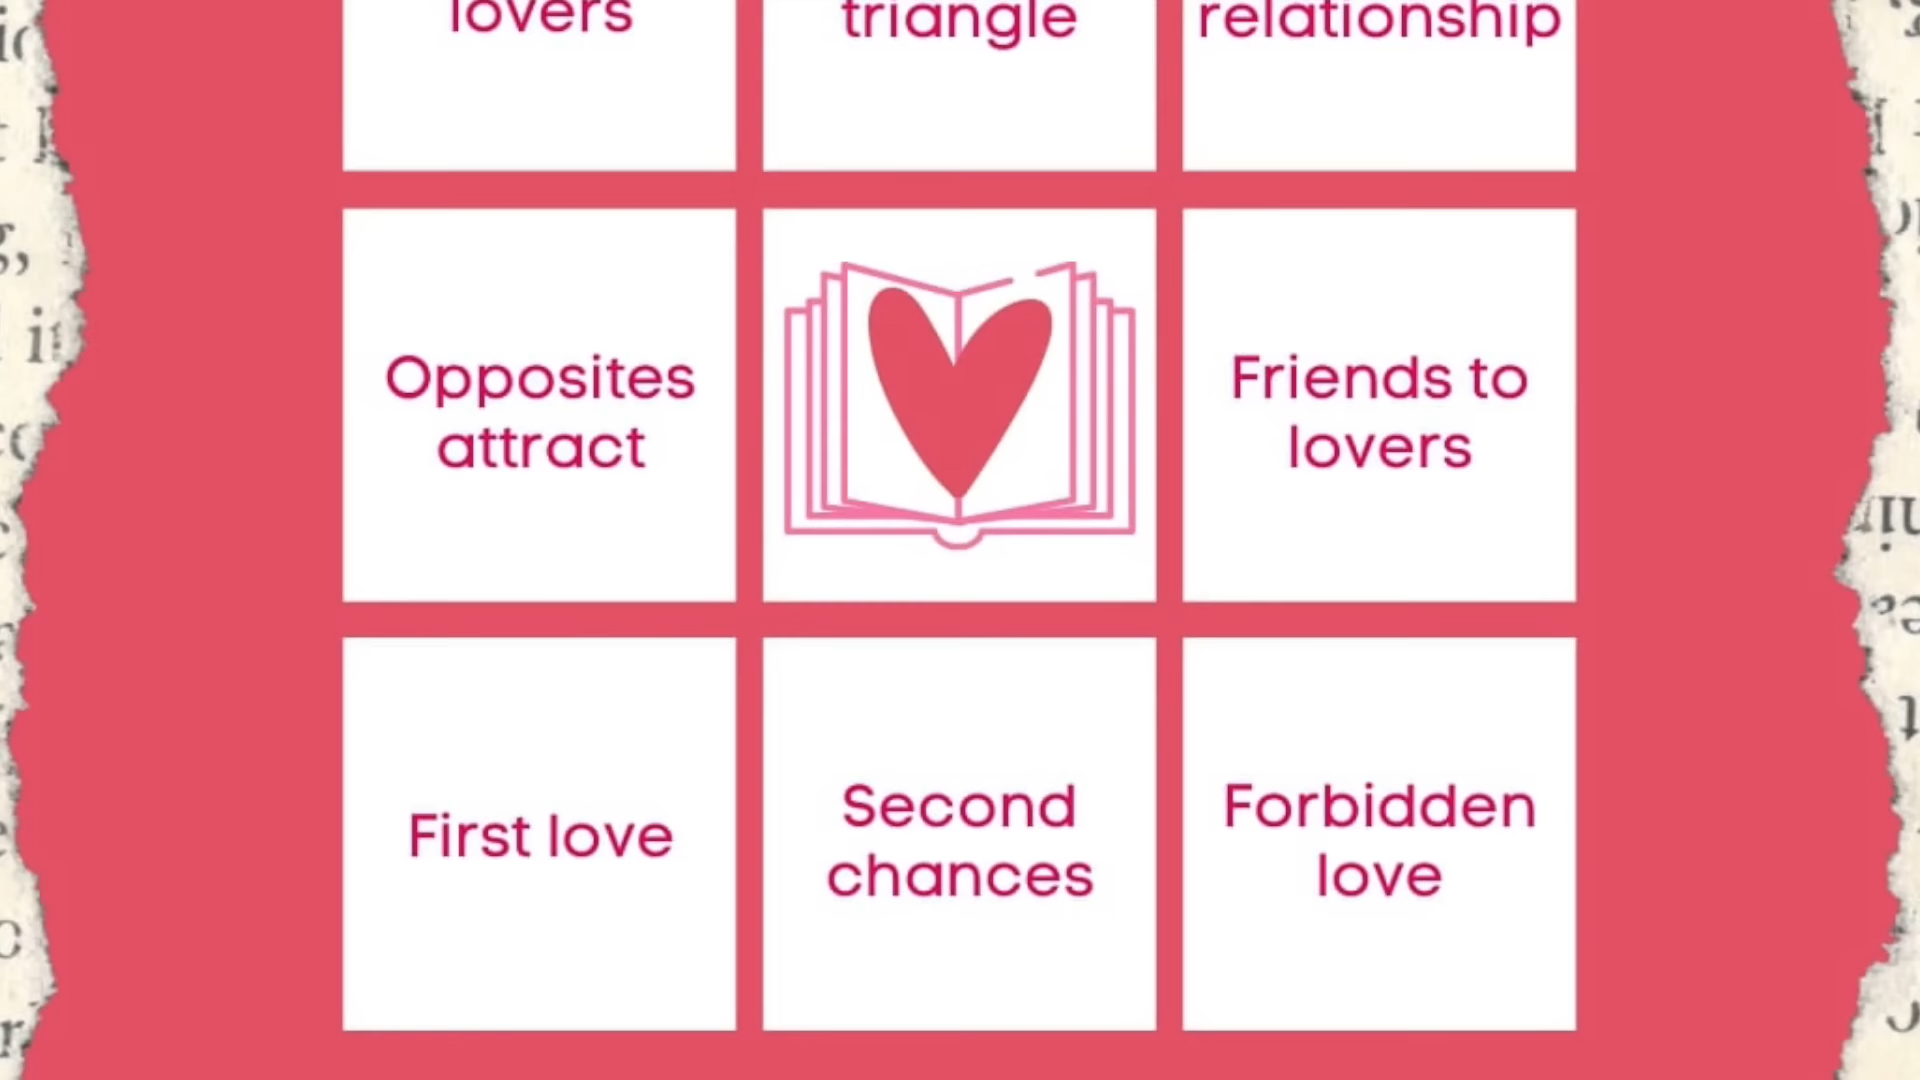 lovers
triangle
relationship
Opposites
attract
Friends to
lovers
First love
Second
chances
Forbidden
love